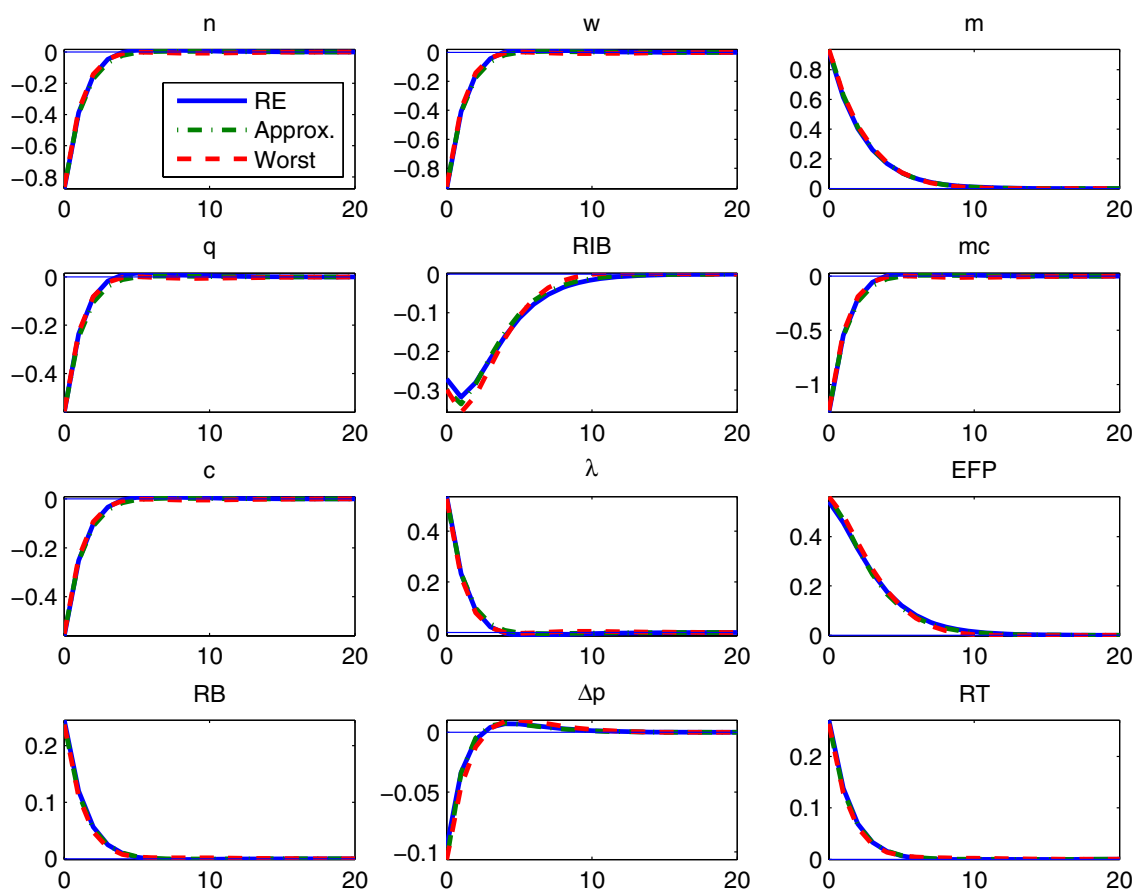 n w m
0 0 0.8
−0.2 −0.2 0.6
−0.4 −0.4 0.4
−0.6 −0.6 0.2
−0.8 −0.8 0
RE
Approx.
Worst
0 10 20 0 10 20 0 10 20
q RIB mc
0 0 0
−0.2 −0.1 −0.5
−0.4 −0.2 −1
−0.3
0 10 20 0 10 20 0 10 20
c λ EFP
0 0.4 0.4
−0.2 0.2 0.2
−0.4 0 0
0 10 20 0 10 20 0 10 20
RB Δp RT
0.2 0 0.2
0.1 −0.05 0.1
0 −0.1 0
0 10 20 0 10 20 0 10 20